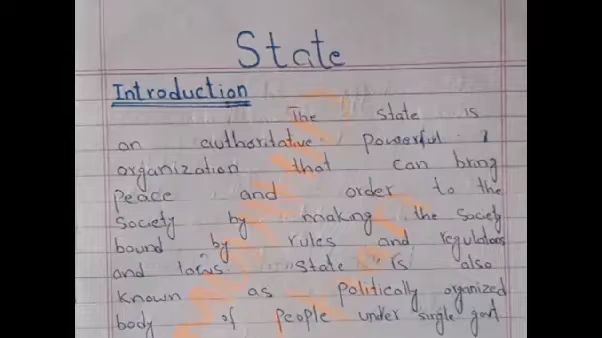 State
Introduction
The state is
an authoritative powerful
organization that can bring
Peace and order to the
Society by making the society
bound by rules and regulations
and laws. "state" is also
known as politically organized
body of people under single govt